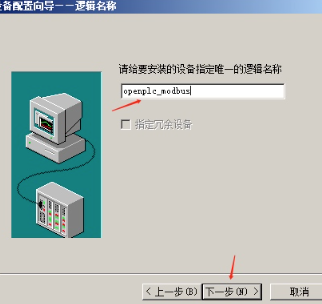 设备配置向导——逻辑名称
请给要安装的设备指定唯一的逻辑名称
openplc_modbus
指定冗余设备
< 上一步(B)
下一步(N) >
取消